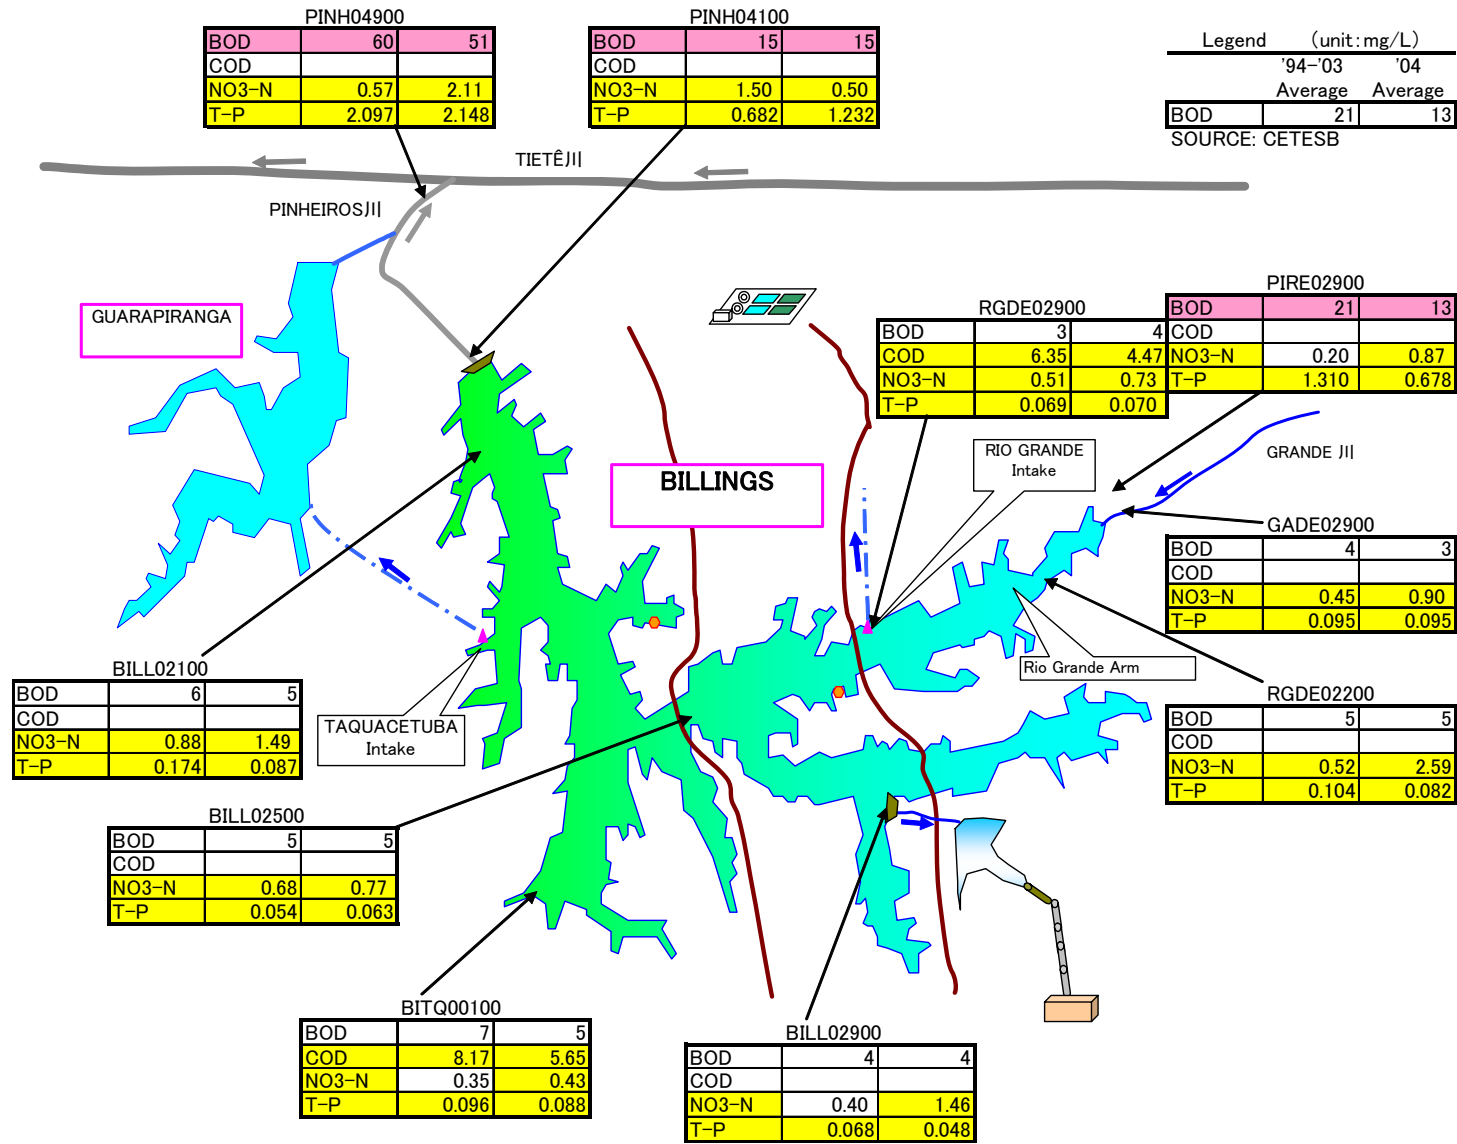 PINH04900
BOD 60 51
COD
NO3-N 0.57 2.11
T-P 2.097 2.148
PINH04100
BOD 15 15
COD
NO3-N 1.50 0.50
T-P 0.682 1.232
Legend (unit:mg/L)
'94-'03 '04
Average Average
BOD 21 13
SOURCE: CETESB
TIETÊ川
PINHEIROS川
GUARAPIRANGA
RGDE02900
BOD 3 4
COD 6.35 4.47
NO3-N 0.51 0.73
T-P 0.069 0.070
PIRE02900
BOD 21 13
COD
NO3-N 0.20 0.87
T-P 1.310 0.678
BILLINGS
RIO GRANDE
Intake
GRANDE 川
GADE02900
BOD 4 3
COD
NO3-N 0.45 0.90
T-P 0.095 0.095
Rio Grande Arm
RGDE02200
BOD 5 5
COD
NO3-N 0.52 2.59
T-P 0.104 0.082
BILL02100
BOD 6 5
COD
NO3-N 0.88 1.49
T-P 0.174 0.087
TAQUACETUBA
Intake
BILL02500
BOD 5 5
COD
NO3-N 0.68 0.77
T-P 0.054 0.063
BITQ00100
BOD 7 5
COD 8.17 5.65
NO3-N 0.35 0.43
T-P 0.096 0.088
BILL02900
BOD 4 4
COD
NO3-N 0.40 1.46
T-P 0.068 0.048